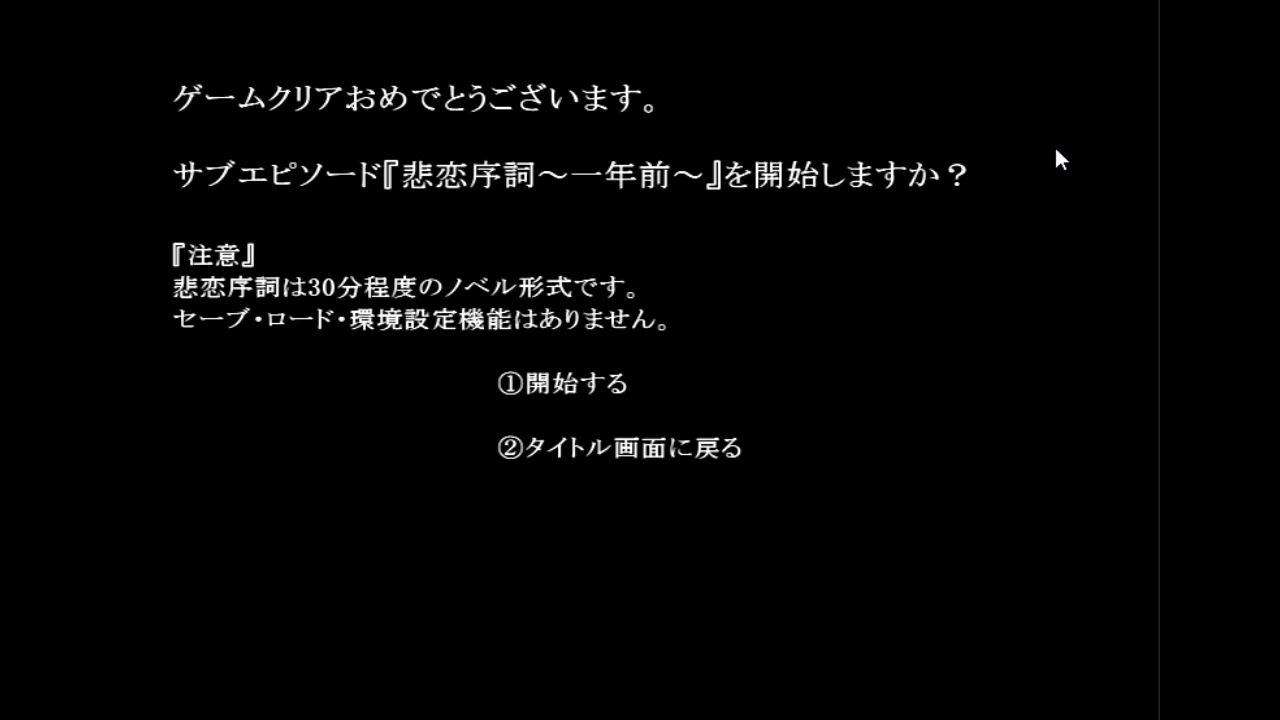 ゲームクリアおめでとうございます。
サブエピソード『悲恋序詞～一年前～』を開始しますか？
『注意』
悲恋序詞は30分程度のノベル形式です。
セーブ・ロード・環境設定機能はありません。
①開始する
②タイトル画面に戻る